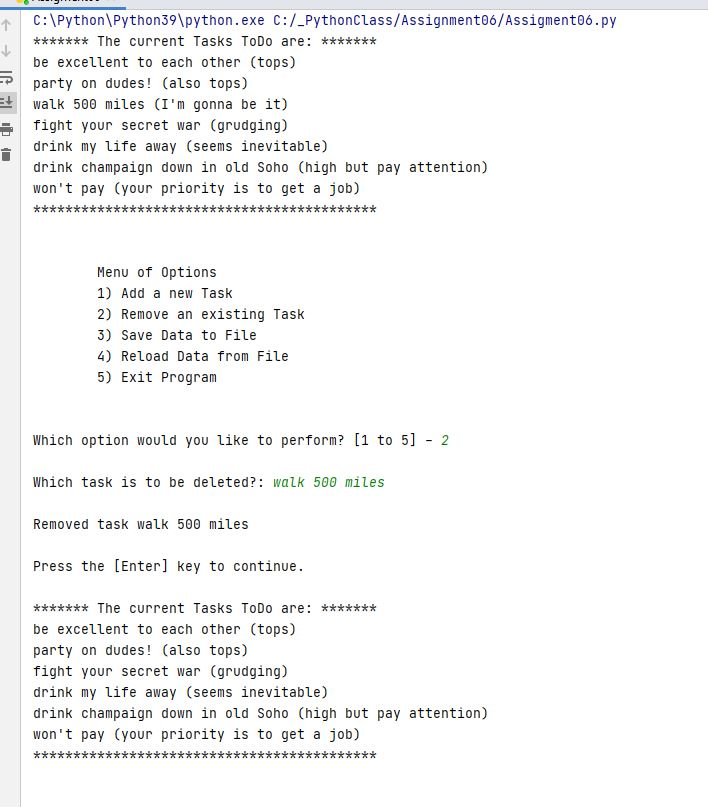 C:\Python\Python39\python.exe C:/_PythonClass/Assignment06/Assigment06.py
******* The current Tasks ToDo are: *******
be excellent to each other (tops)
party on dudes! (also tops)
walk 500 miles (I'm gonna be it)
fight your secret war (grudging)
drink my life away (seems inevitable)
drink champaign down in old Soho (high but pay attention)
won't pay (your priority is to get a job)
*******************************************
Menu of Options
1) Add a new Task
2) Remove an existing Task
3) Save Data to File
4) Reload Data from File
5) Exit Program
Which option would you like to perform? [1 to 5] - 2
Which task is to be deleted?: walk 500 miles
Removed task walk 500 miles
Press the [Enter] key to continue.
******* The current Tasks ToDo are: *******
be excellent to each other (tops)
party on dudes! (also tops)
fight your secret war (grudging)
drink my life away (seems inevitable)
drink champaign down in old Soho (high but pay attention)
won't pay (your priority is to get a job)
*******************************************